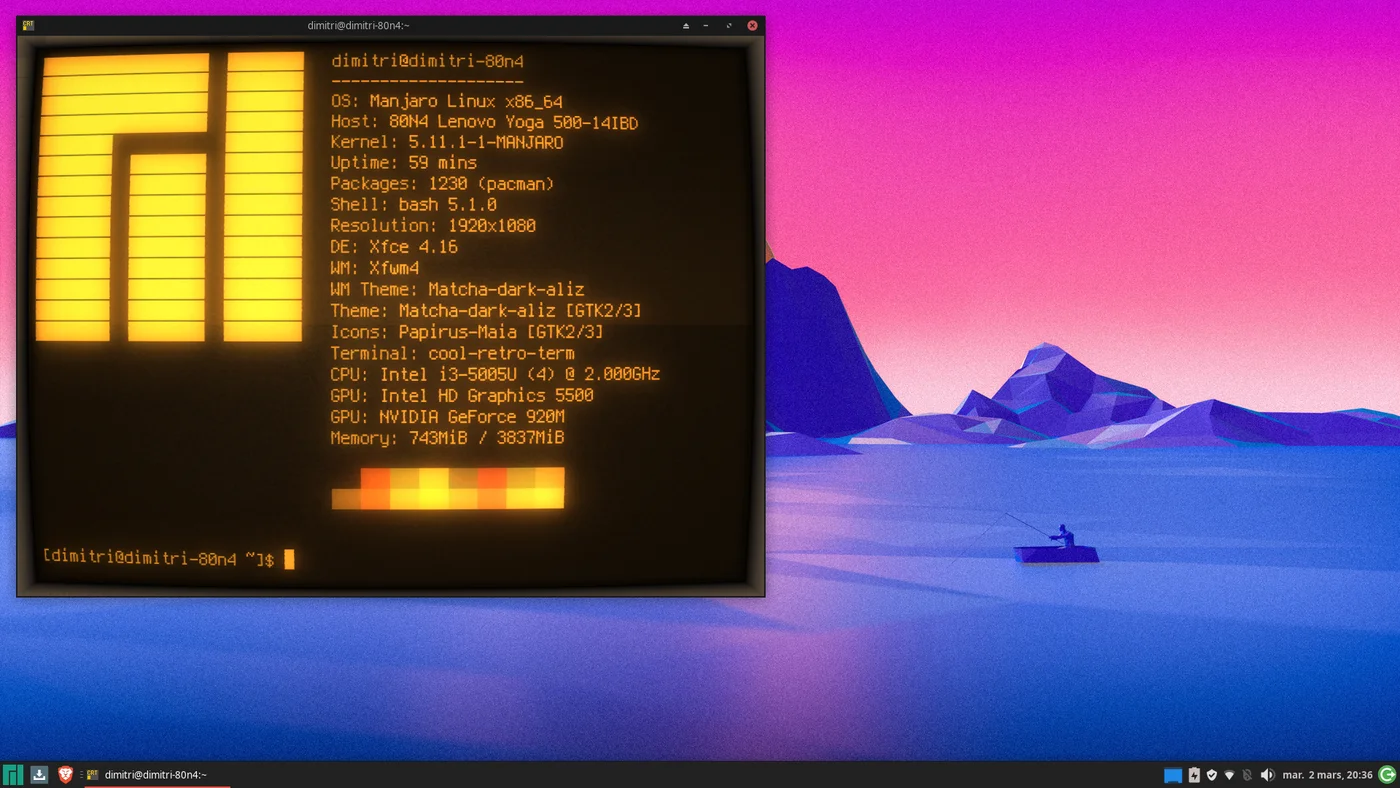 dimitri@dimitri-80n4:~
dimitri@dimitri-80n4
--------------------
OS: Manjaro Linux x86_64
Host: 80N4 Lenovo Yoga 500-14IBD
Kernel: 5.11.1-1-MANJARO
Uptime: 59 mins
Packages: 1230 (pacman)
Shell: bash 5.1.0
Resolution: 1920x1080
DE: Xfce 4.16
WM: Xfwm4
WM Theme: Matcha-dark-aliz
Theme: Matcha-dark-aliz [GTK2/3]
Icons: Papirus-Maia [GTK2/3]
Terminal: cool-retro-term
CPU: Intel i3-5005U (4) @ 2.000GHz
GPU: Intel HD Graphics 5500
GPU: NVIDIA GeForce 920M
Memory: 743MiB / 3837MiB
[dimitri@dimitri-80n4 ~]$
CRT dimitri@dimitri-80n4:~
mar. 2 mars, 20:36